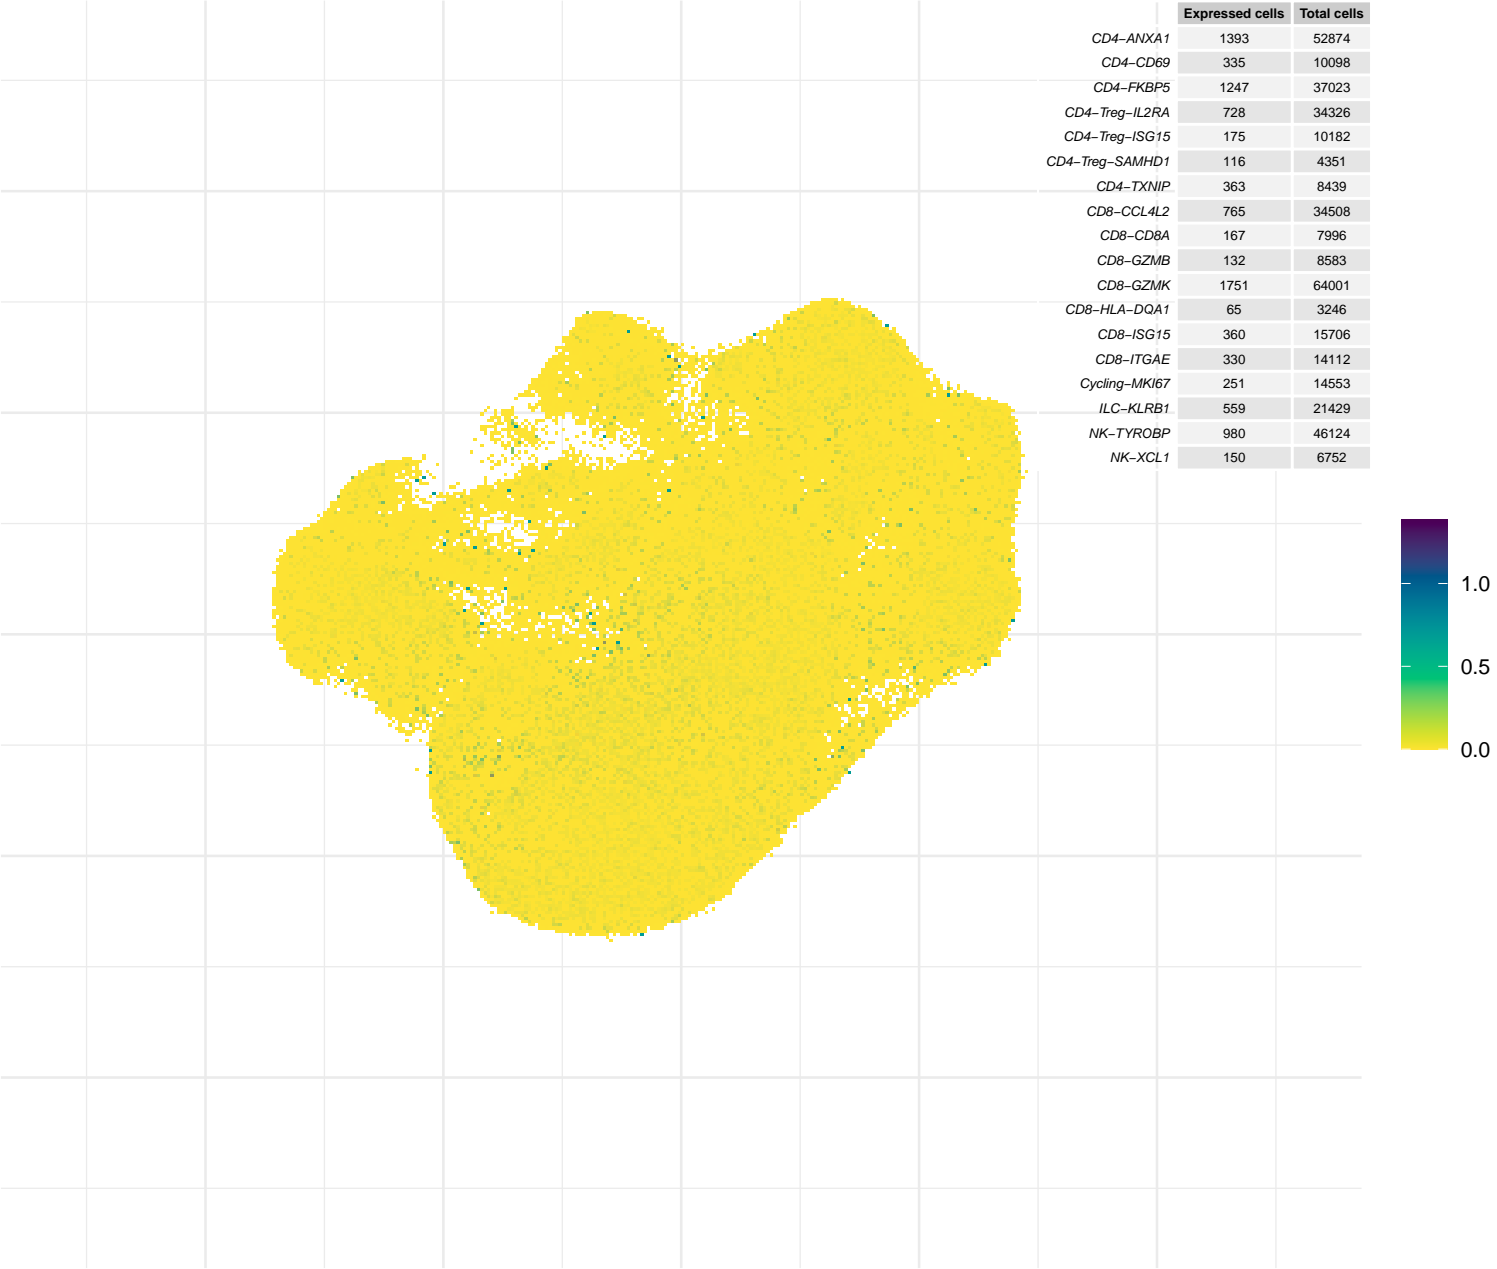 Expressed cells Total cells
CD4−ANXA1 1393 52874
CD4−CD69 335 10098
CD4−FKBP5 1247 37023
CD4−Treg−IL2RA 728 34326
CD4−Treg−ISG15 175 10182
CD4−Treg−SAMHD1 116 4351
CD4−TXNIP 363 8439
CD8−CCL4L2 765 34508
CD8−CD8A 167 7996
CD8−GZMB 132 8583
CD8−GZMK 1751 64001
CD8−HLA−DQA1 65 3246
CD8−ISG15 360 15706
CD8−ITGAE 330 14112
Cycling−MKI67 251 14553
ILC−KLRB1 559 21429
NK−TYROBP 980 46124
NK−XCL1 150 6752
1.0
0.5
0.0